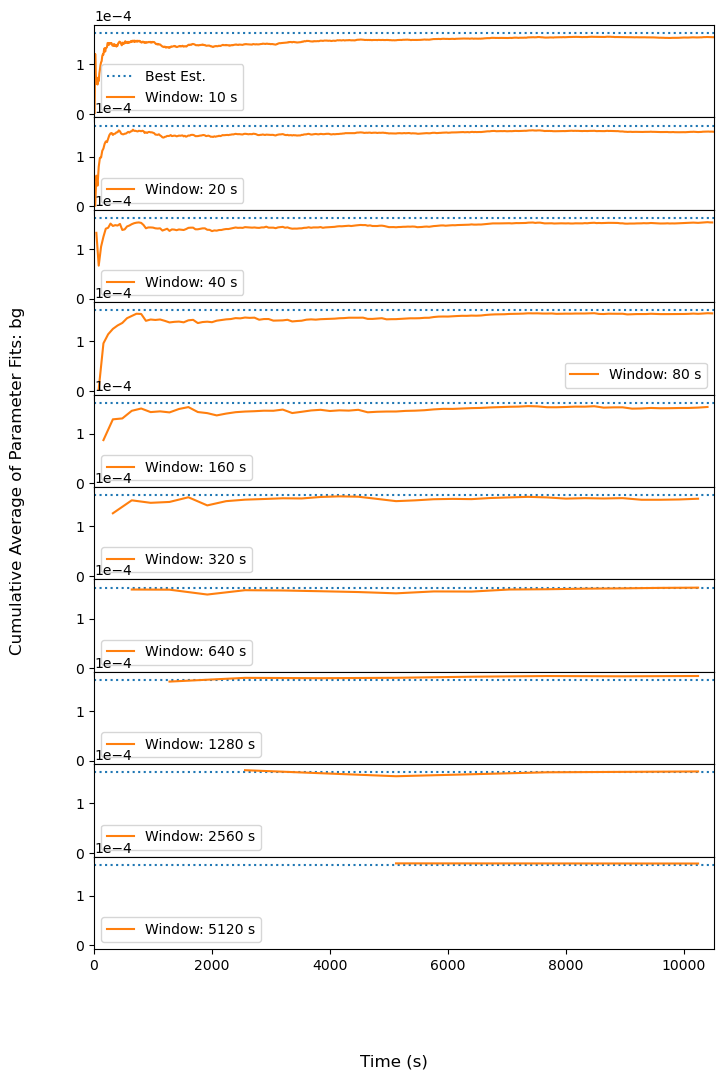 Cumulative Average of Parameter Fits: bg
1e−4
1
0
Best Est.
Window: 10 s
1e−4
1
0
Window: 20 s
1e−4
1
0
Window: 40 s
1e−4
1
0
Window: 80 s
1e−4
1
0
Window: 160 s
1e−4
1
0
Window: 320 s
1e−4
1
0
Window: 640 s
1e−4
1
0
Window: 1280 s
1e−4
1
0
Window: 2560 s
1e−4
1
0
Window: 5120 s
0 2000 4000 6000 8000 10000
Time (s)